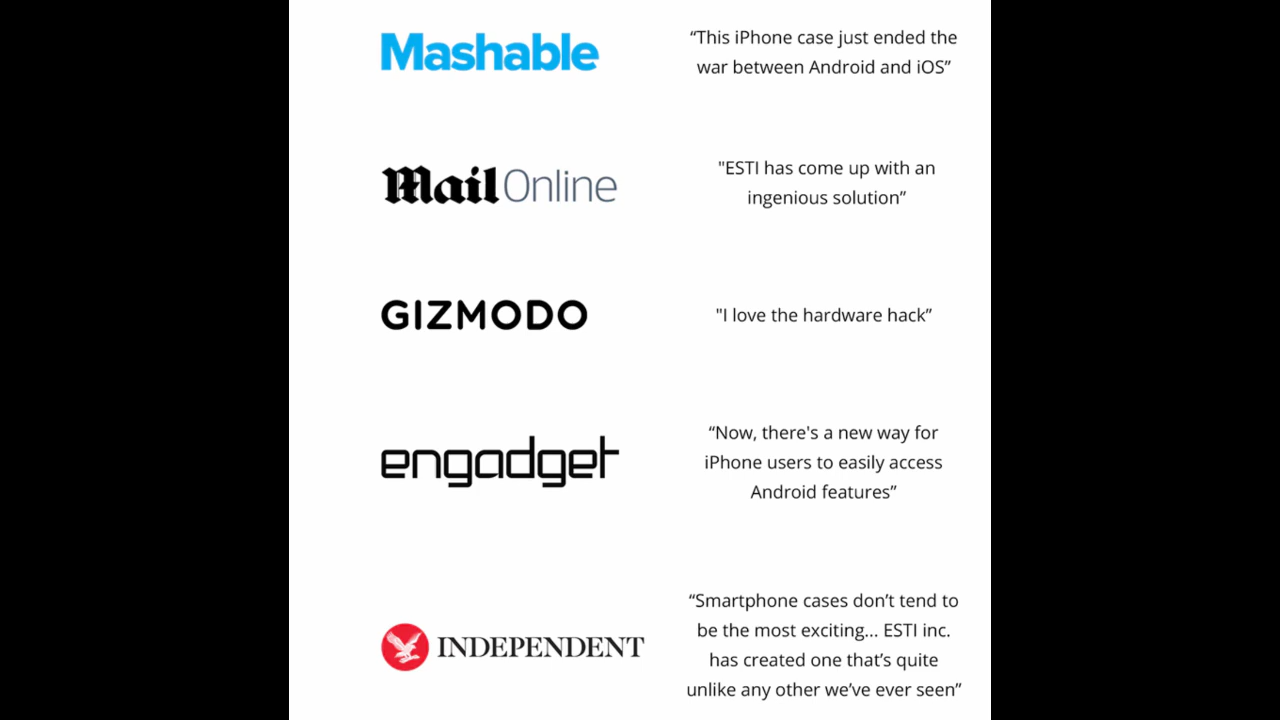 Mashable
“This iPhone case just ended the
war between Android and iOS”
Mail Online
"ESTI has come up with an
ingenious solution”
GIZMODO
"I love the hardware hack”
engadget
“Now, there's a new way for
iPhone users to easily access
Android features”
INDEPENDENT
“Smartphone cases don’t tend to
be the most exciting... ESTI inc.
has created one that’s quite
unlike any other we’ve ever seen”